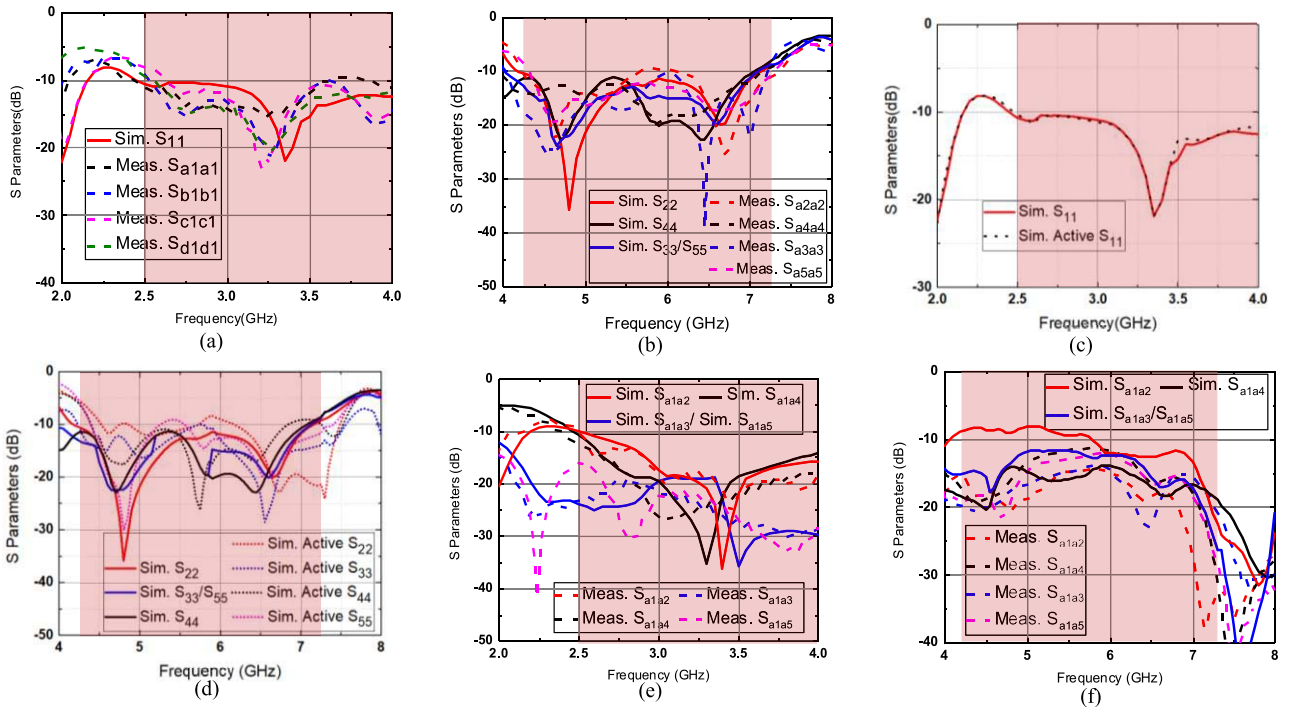 S Parameters(dB)
0
-10
-20
-30
-40
2.0 2.5 3.0 3.5 4.0
Frequency(GHz)
Sim. S11
Meas. Sa1a1
Meas. Sb1b1
Meas. Sc1c1
Meas. Sd1d1
(a)
S Parameters (dB)
0
-10
-20
-30
-40
-50
4 5 6 7 8
Frequency (GHz)
Sim. S22 Meas. Sa2a2
Sim. S44 Meas. Sa4a4
Sim. S33/S55 Meas. Sa3a3
Meas. Sa5a5
(b)
S Parameters (dB)
0
-10
-20
-30
2.0 2.5 3.0 3.5 4.0
Frequency(GHz)
Sim. S11
Sim. Active S11
(c)
S Parameters (dB)
0
-10
-20
-30
-40
-50
4 5 6 7 8
Frequency (GHz)
Sim. Active S22
Sim. S22 Sim. Active S33
Sim. S33/S55 Sim. Active S44
Sim. S44 Sim. Active S55
(d)
S Parameters (dB)
0
-10
-20
-30
-40
-50
2.0 2.5 3.0 3.5 4.0
Frequency (GHz)
Sim. Sa1a2 Sim. Sa1a4
Sim. Sa1a3/ Sim. Sa1a5
Meas. Sa1a2 Meas. Sa1a3
Meas. Sa1a4 Meas. Sa1a5
(e)
S Parameters (dB)
0
-10
-20
-30
-40
4 5 6 7 8
Frequency (GHz)
Sim. Sa1a2 Sim. Sa1a4
Sim. Sa1a3/Sa1a5
Meas. Sa1a2
Meas. Sa1a4
Meas. Sa1a3
Meas. Sa1a5
(f)